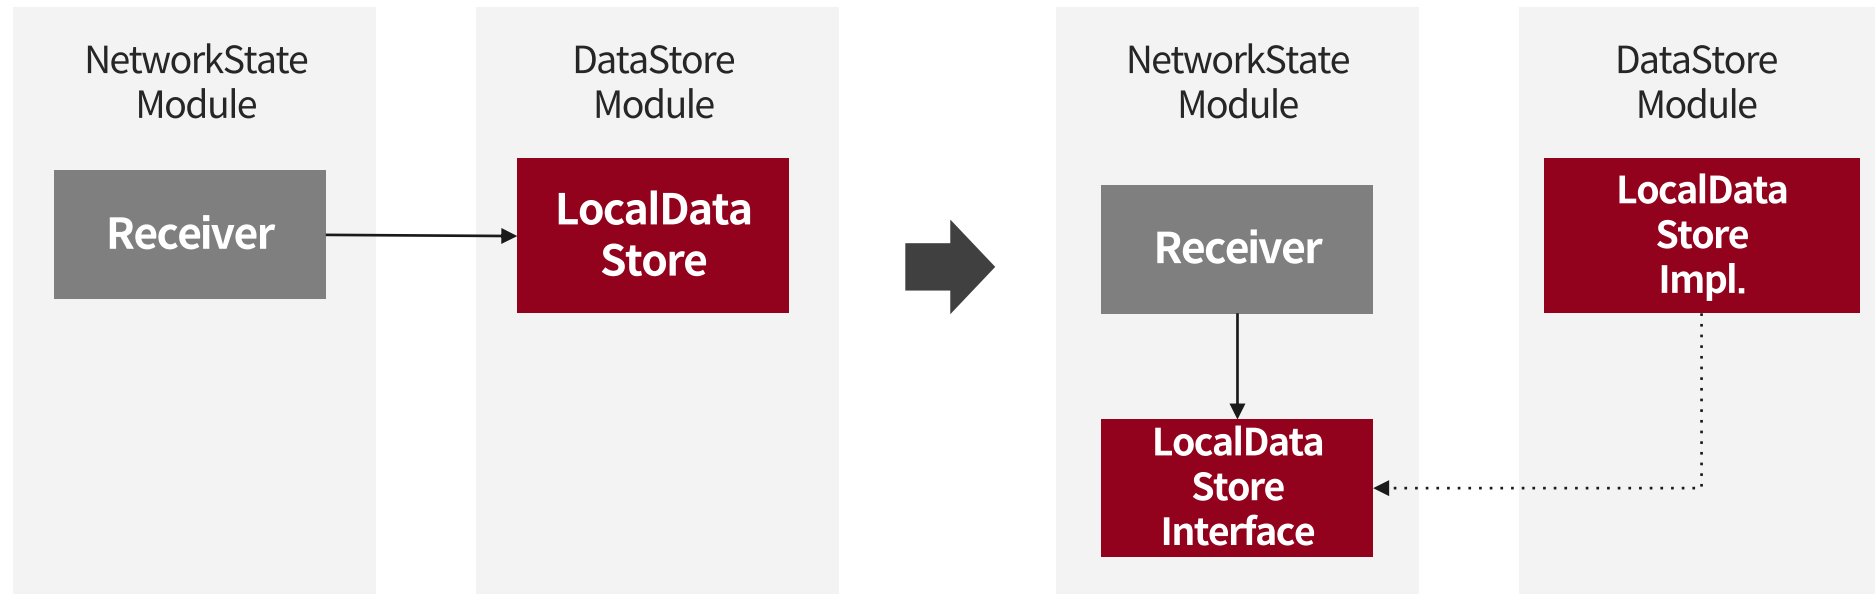 NetworkState
Module
Receiver
DataStore
Module
LocalData
Store
NetworkState
Module
Receiver
LocalData
Store
Interface
DataStore
Module
LocalData
Store
Impl.